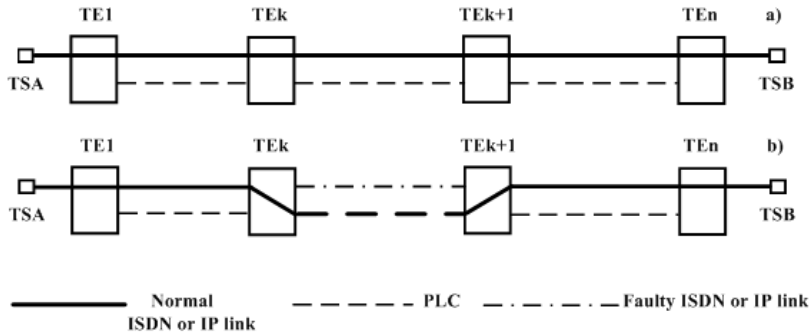 TE1 TEk TEk+1 TEn a)
TSA TSB
TE1 TEk TEk+1 TEn b)
TSA TSB
Normal PLC Faulty ISDN or IP link
ISDN or IP link